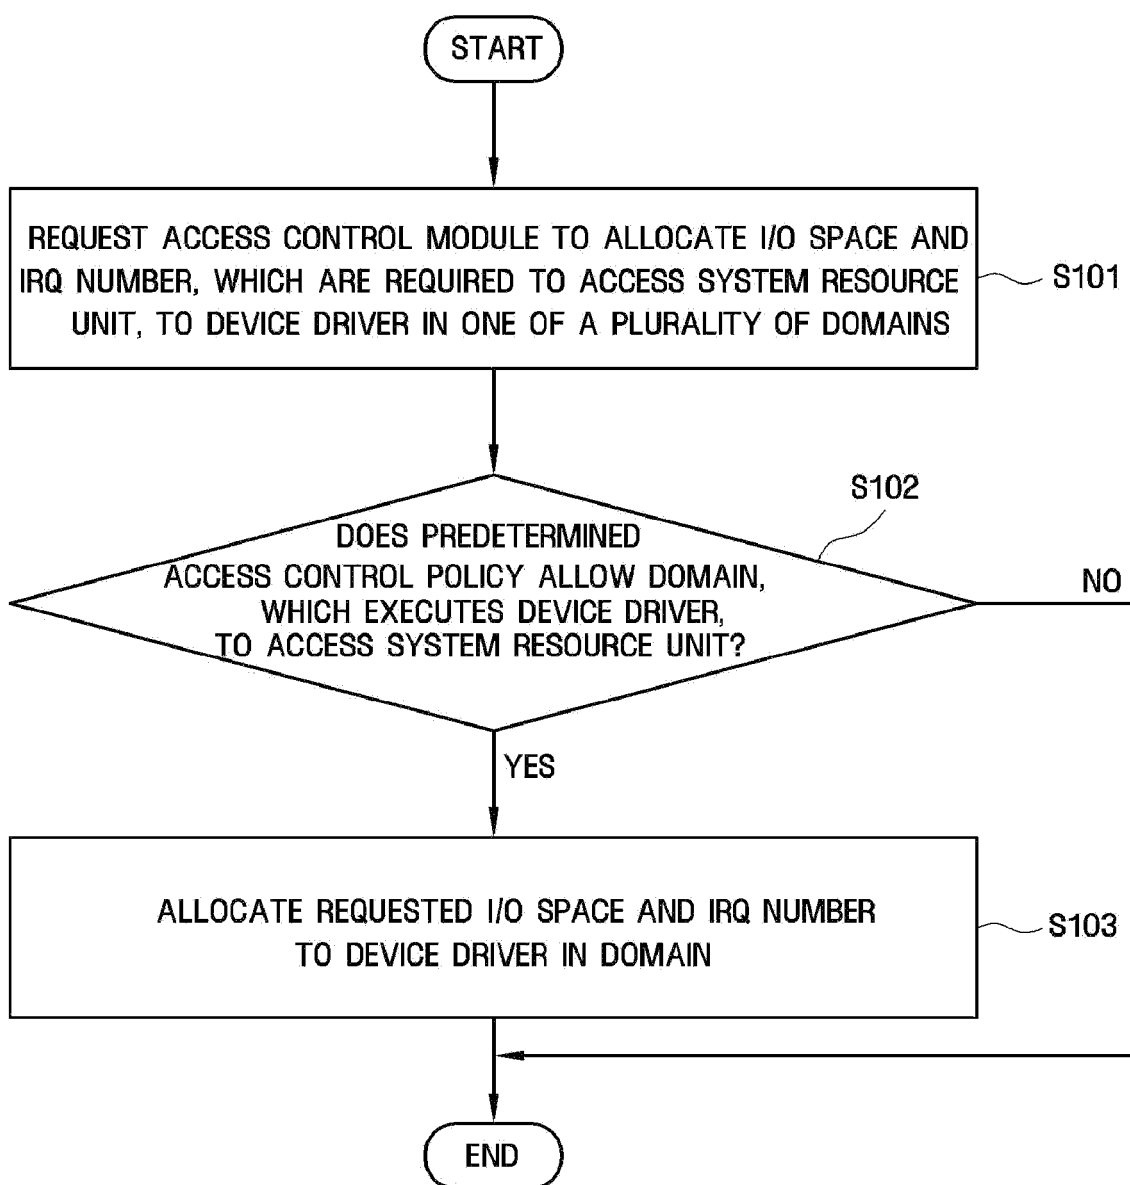 START
REQUEST ACCESS CONTROL MODULE TO ALLOCATE I/O SPACE AND
IRQ NUMBER, WHICH ARE REQUIRED TO ACCESS SYSTEM RESOURCE
UNIT, TO DEVICE DRIVER IN ONE OF A PLURALITY OF DOMAINS
S101
S102
DOES PREDETERMINED
ACCESS CONTROL POLICY ALLOW DOMAIN,
WHICH EXECUTES DEVICE DRIVER,
TO ACCESS SYSTEM RESOURCE UNIT?
NO
YES
ALLOCATE REQUESTED I/O SPACE AND IRQ NUMBER
TO DEVICE DRIVER IN DOMAIN
S103
END